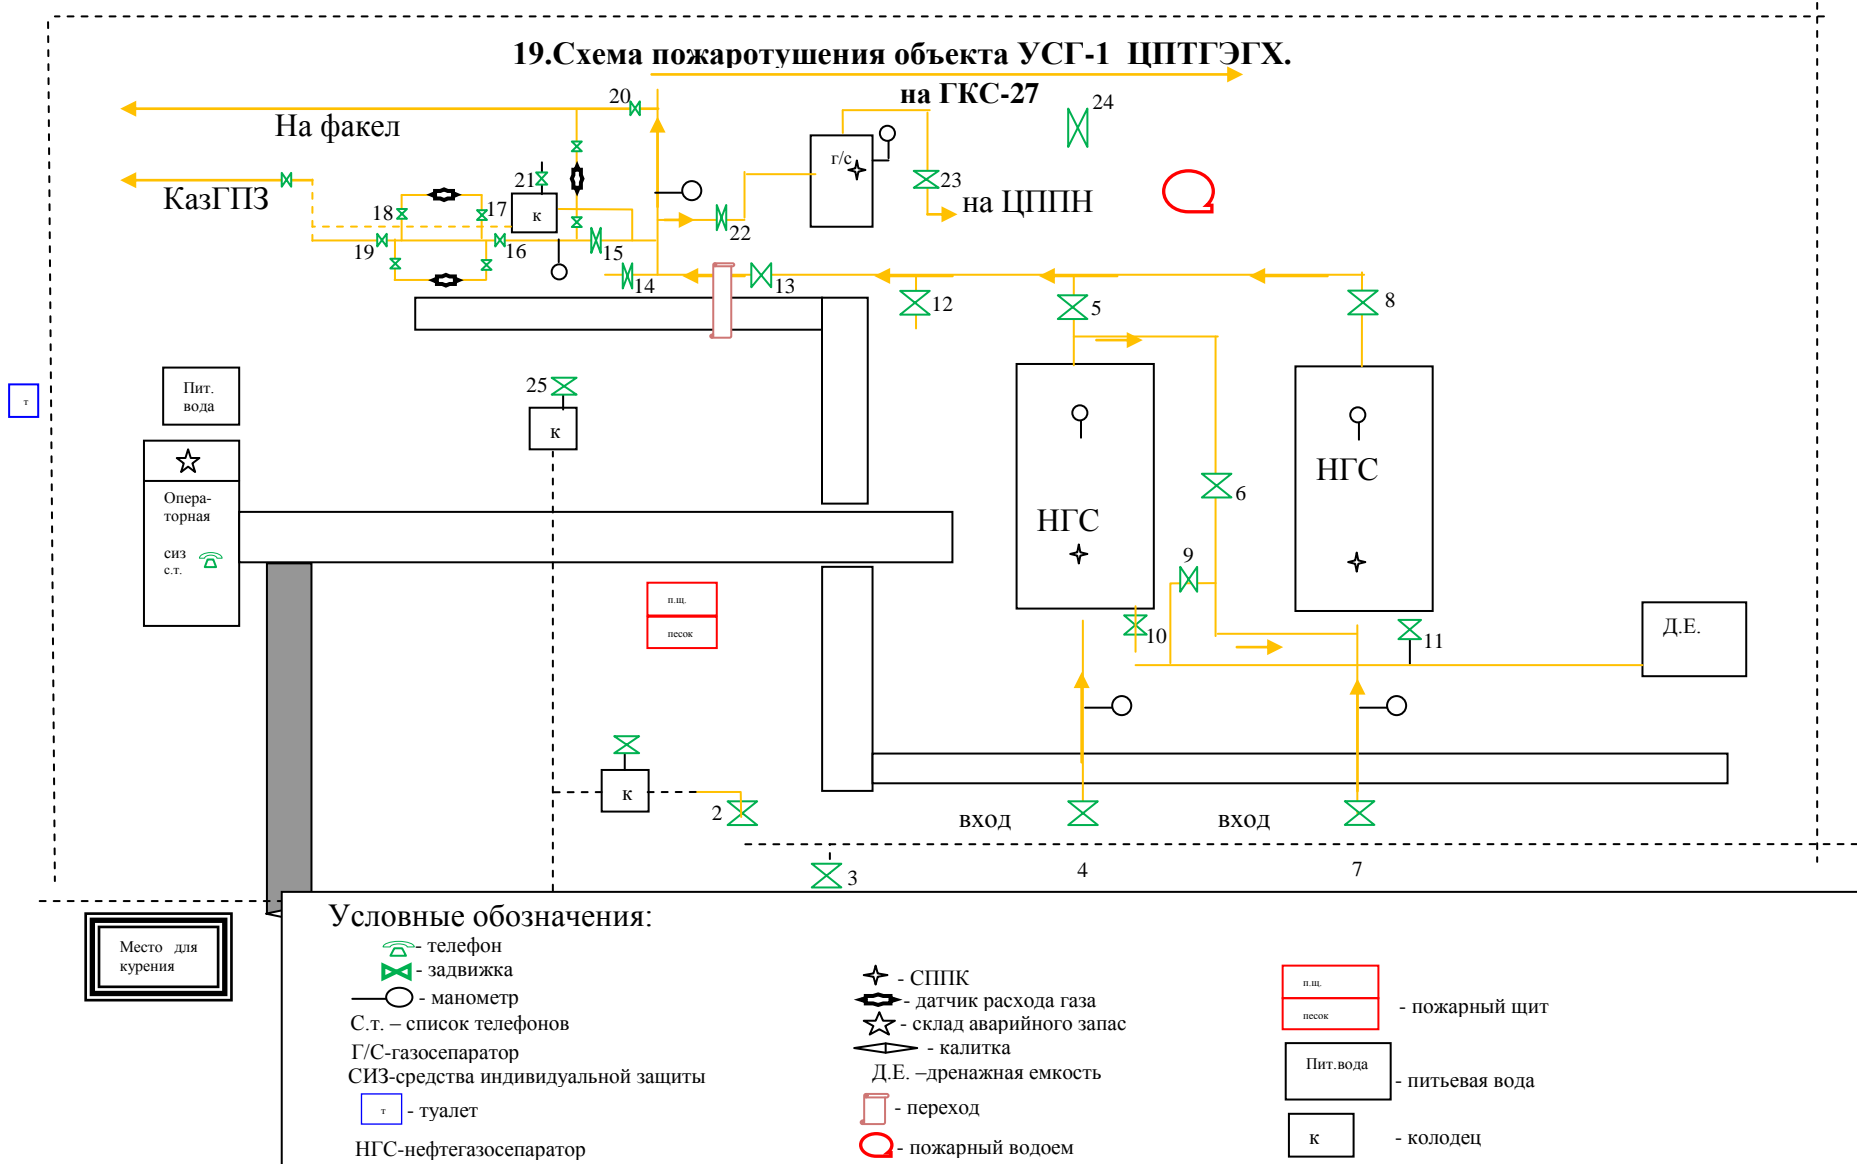 19.Схема пожаротушения объекта УСГ-1 ЦПТГЭГХ.
на ГКС-27
20
24
На факел
г/с
21
23
КазГПЗ
18
17
к
на ЦППН
22
19
16
15
14
13
12
5
8
Пит.
вода
25
т
к
НГС
Опера-
торная
6
НГС
сиз
с.т.
9
п.щ.
песок
10
11
Д.Е.
к
2
вход
вход
3
4
7
Место для
курения
Условные обозначения:
- телефон
- задвижка
- манометр
С.т. – список телефонов
Г/С-газосепаратор
СИЗ-средства индивидуальной защиты
т
- туалет
НГС-нефтегазосепаратор
- СППК
- датчик расхода газа
- склад аварийного запас
- калитка
Д.Е. –дренажная емкость
- переход
- пожарный водоем
п.щ.
песок
- пожарный щит
Пит.вода
- питьевая вода
к
- колодец